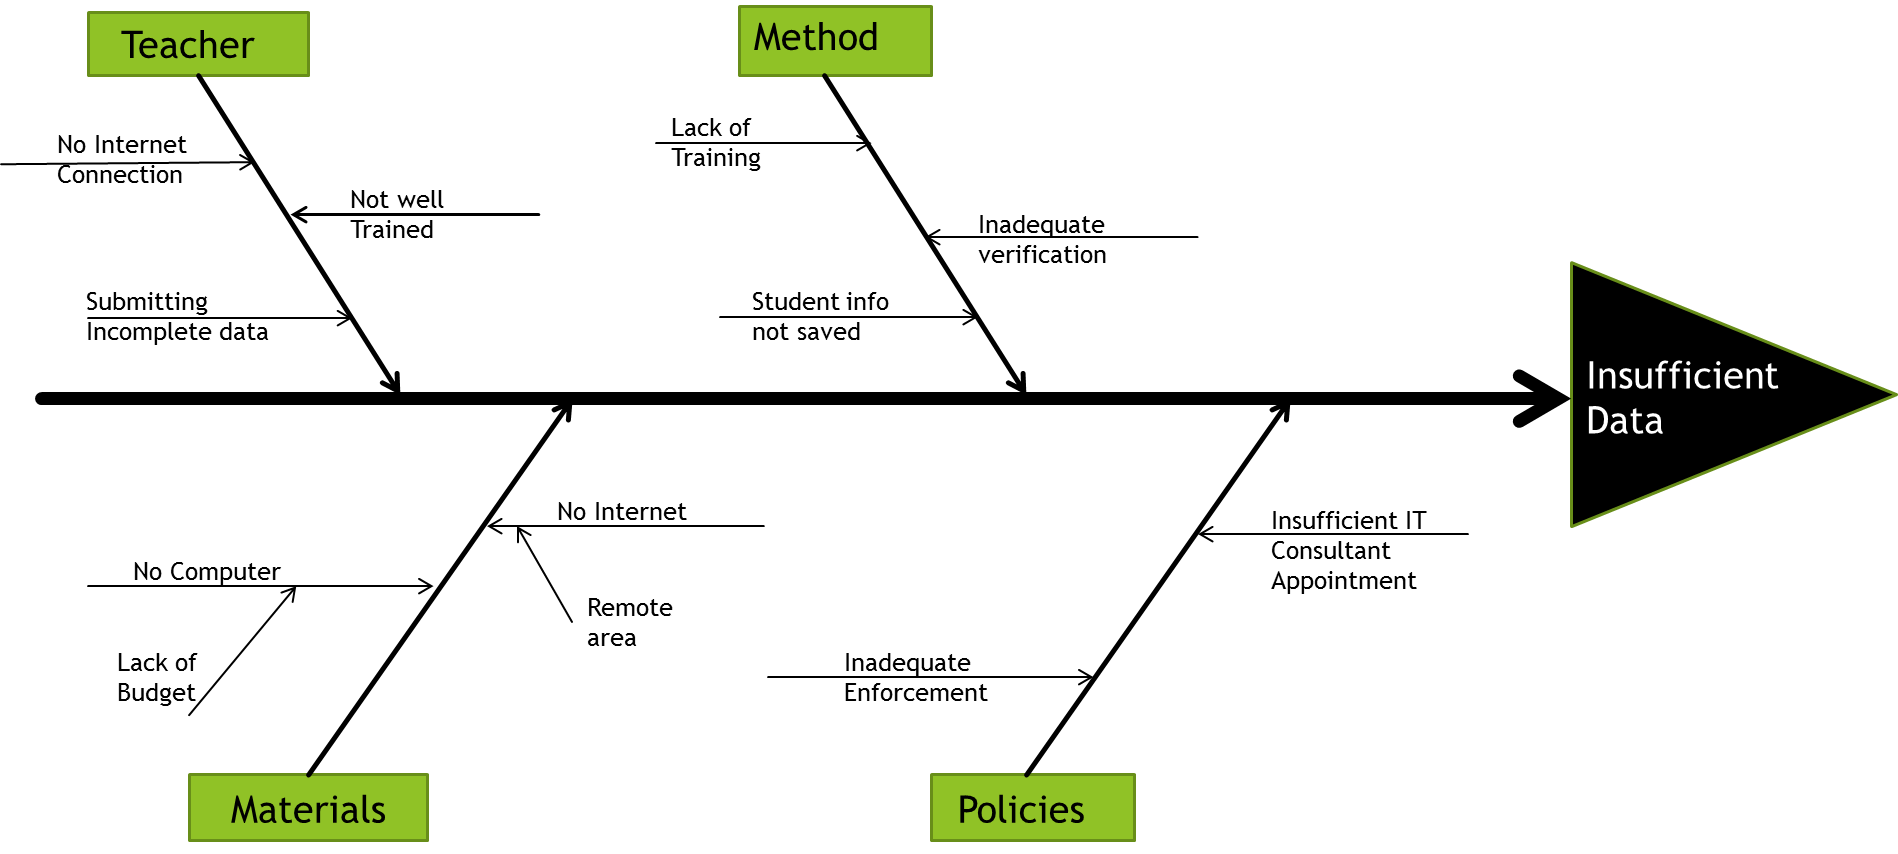 Teacher
Method
No Internet
Connection
Not well
Trained
Submitting
Incomplete data
Lack of
Training
Inadequate
verification
Student info
not saved
Insufficient
Data
No Internet
No Computer
Remote
area
Lack of
Budget
Insufficient IT
Consultant
Appointment
Inadequate
Enforcement
Materials
Policies